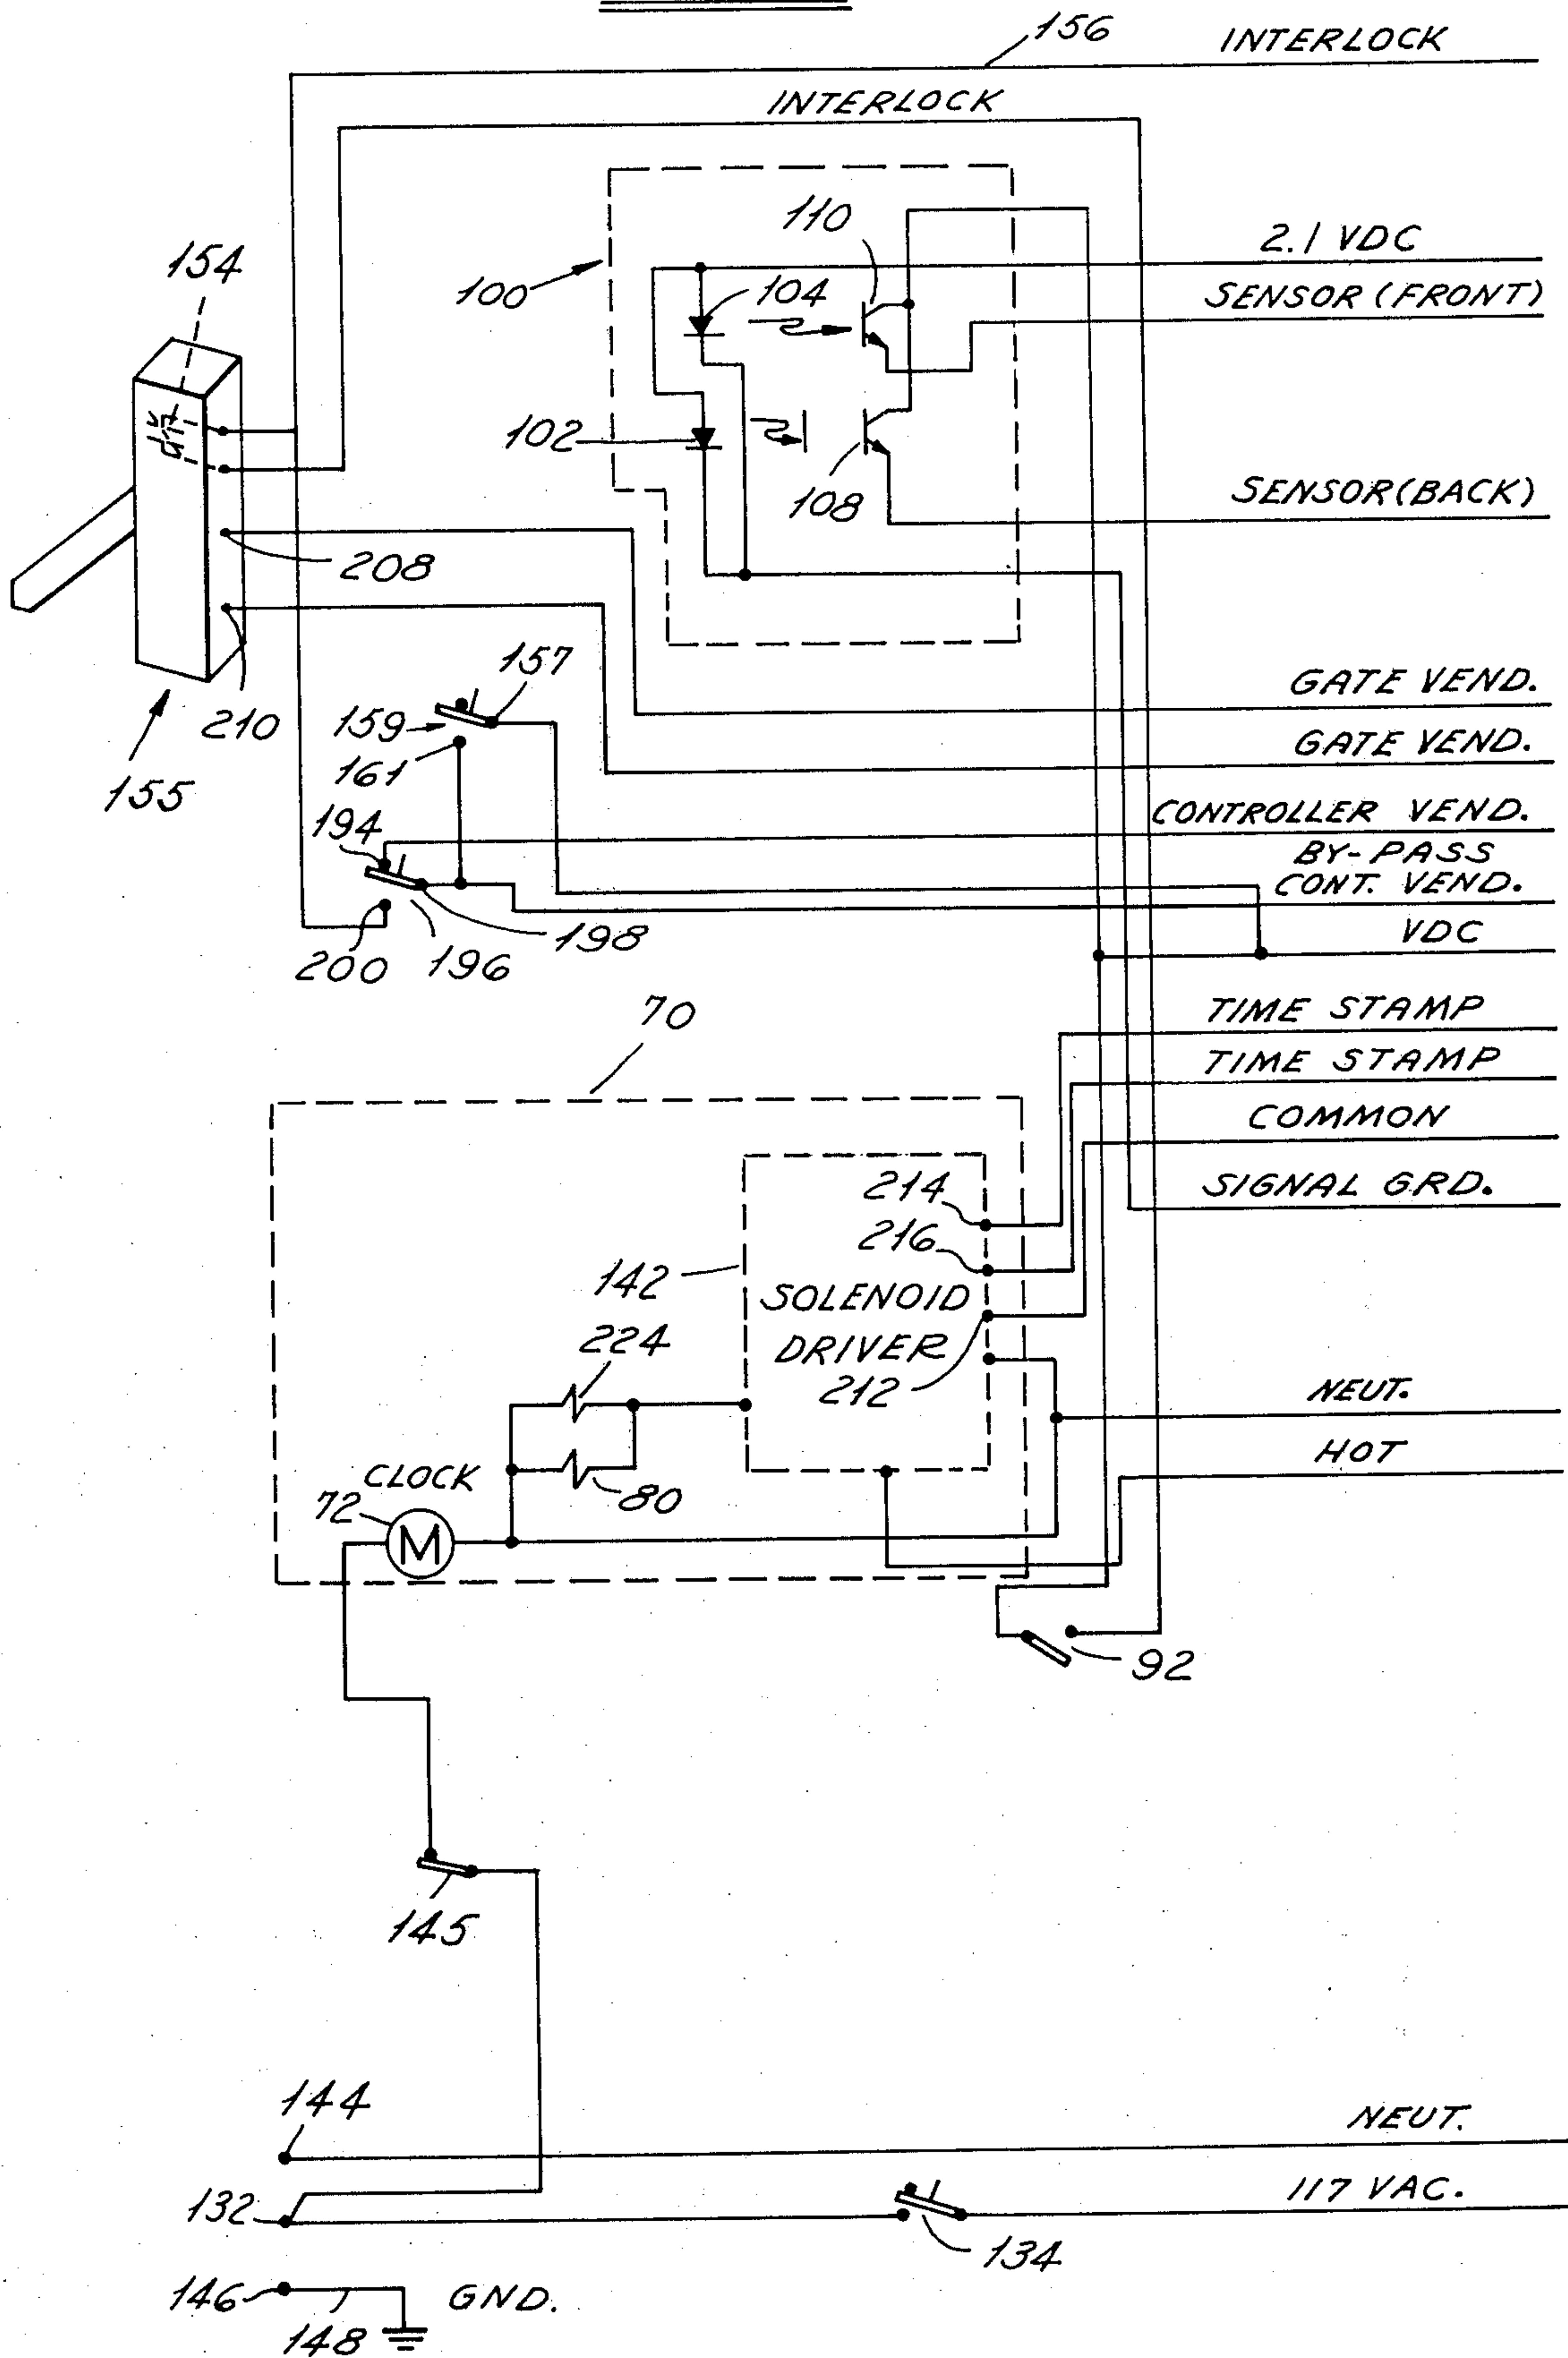 156 INTERLOCK
INTERLOCK
110
2.1 VDC
154
100
104
SENSOR (FRONT)
102
108
SENSOR (BACK)
208
157
GATE VEND.
210
159
GATE VEND.
161
155
194
CONTROLLER VEND.
BY-PASS
CONT. VEND.
198
VDC
200
196
70
TIME STAMP
TIME STAMP
COMMON
214
SIGNAL GRD.
216
142
SOLENOID
224
DRIVER
212
NEUT.
HOT
CLOCK
80
72
M
92
145
144
NEUT.
132
117 VAC.
134
146
GND.
148